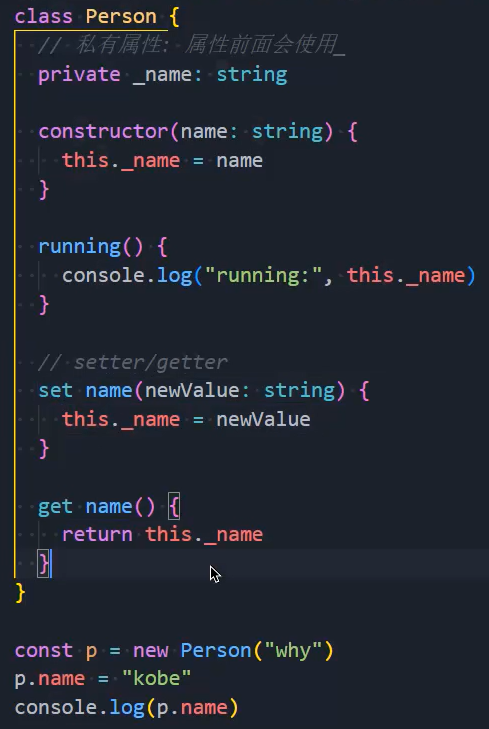 class Person {
  // 私有属性: 属性前面会使用_
  private _name: string

  constructor(name: string) {
    this._name = name
  }

  running() {
    console.log("running:", this._name)
  }

  // setter/getter
  set name(newValue: string) {
    this._name = newValue
  }

  get name() {
    return this._name
  }
}

const p = new Person("why")
p.name = "kobe"
console.log(p.name)